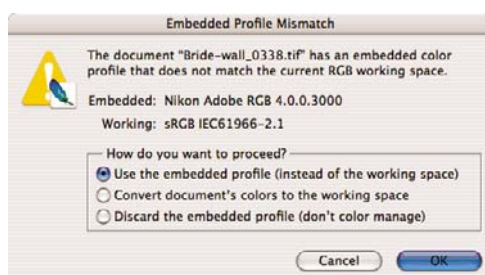 Embedded Profile Mismatch
The document "Bride-wall_0338.tif" has an embedded color
profile that does not match the current RGB working space.
Embedded: Nikon Adobe RGB 4.0.0.3000
Working: sRGB IEC61966-2.1
How do you want to proceed?
Use the embedded profile (instead of the working space)
Convert document's colors to the working space
Discard the embedded profile (don't color manage)
Cancel OK